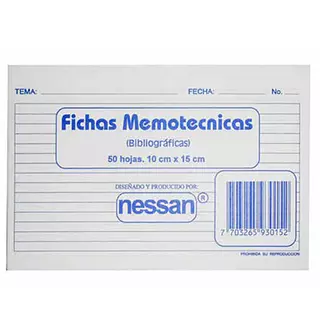 TEMA: FECHA: No.
Fichas Memotecnicas
(Bibliográficas)
50 hojas. 10 cm x 15 cm
DISEÑADO Y PRODUCIDO POR:
nessan®
7 703265 930152
PROHIBIDA SU REPRODUCCION